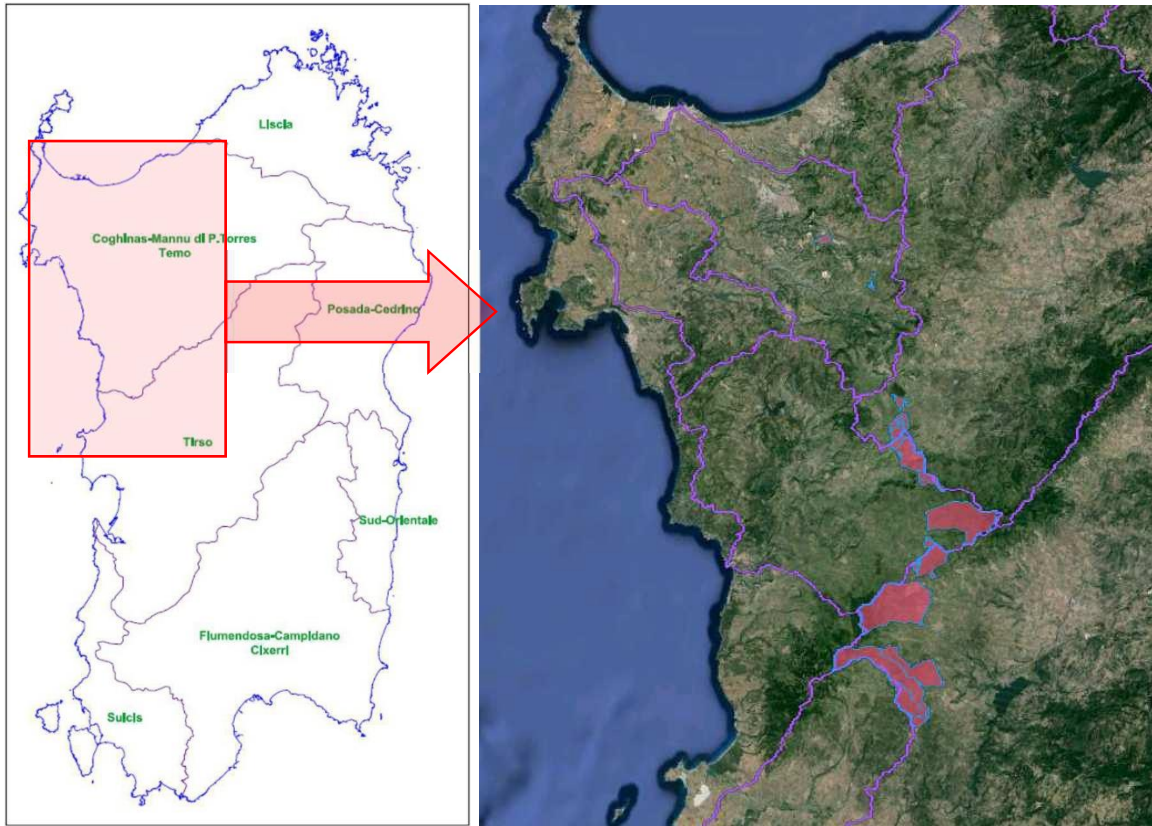 Liscia
Coghinas-Mannu di P.Torres
Temo
Posada-Cedrino
Tirso
Sud-Orientale
Flumendosa-Campidano
Cixerri
Sulcis